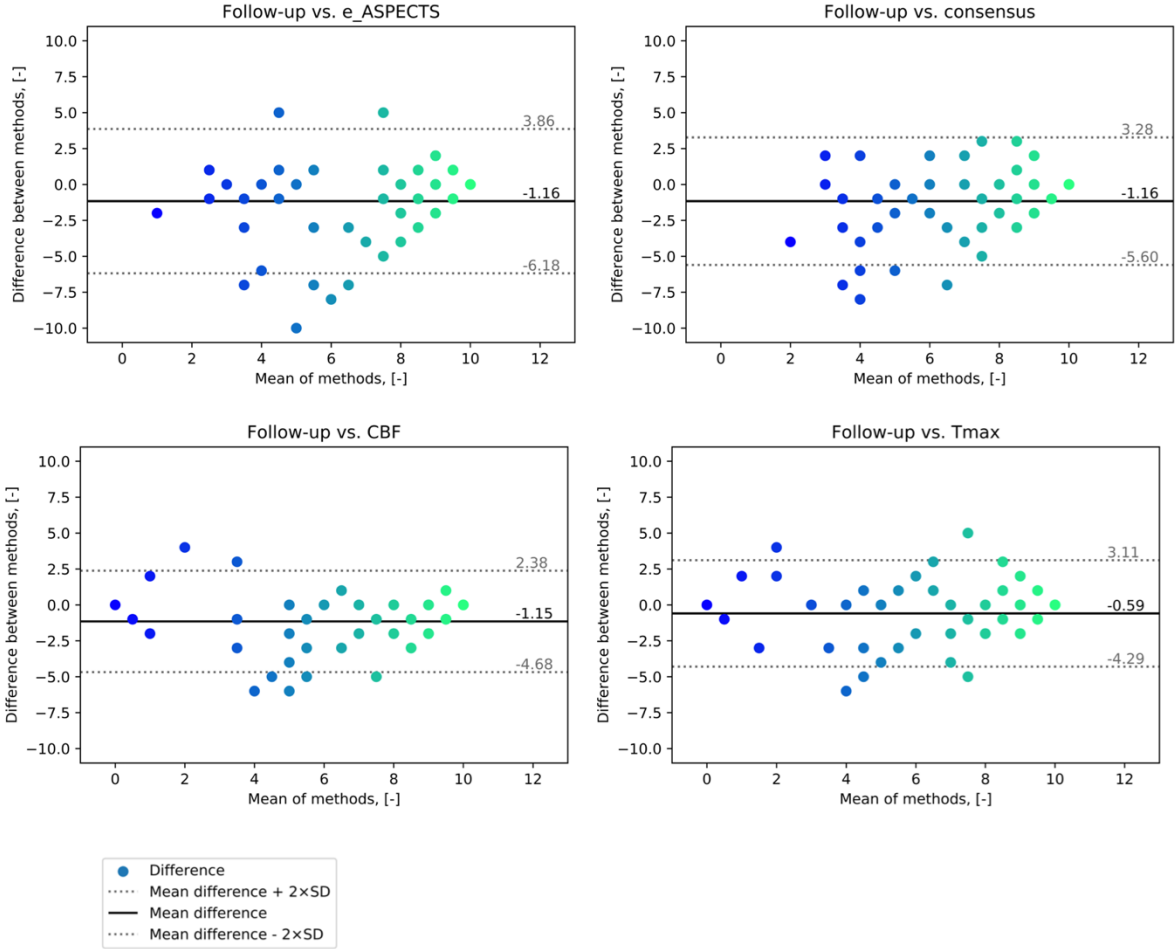 Follow-up vs. e_ASPECTS
Difference between methods, [-]
10.0
7.5
5.0
2.5
0.0
−2.5
−5.0
−7.5
−10.0
3.86
-1.16
-6.18
0 2 4 6 8 10 12
Mean of methods, [-]
Follow-up vs. consensus
Difference between methods, [-]
10.0
7.5
5.0
2.5
0.0
−2.5
−5.0
−7.5
−10.0
3.28
-1.16
-5.60
0 2 4 6 8 10 12
Mean of methods, [-]
Follow-up vs. CBF
Difference between methods, [-]
10.0
7.5
5.0
2.5
0.0
−2.5
−5.0
−7.5
−10.0
2.38
-1.15
-4.68
0 2 4 6 8 10 12
Mean of methods, [-]
Follow-up vs. Tmax
Difference between methods, [-]
10.0
7.5
5.0
2.5
0.0
−2.5
−5.0
−7.5
−10.0
3.11
-0.59
-4.29
0 2 4 6 8 10 12
Mean of methods, [-]
Difference
Mean difference + 2×SD
Mean difference
Mean difference - 2×SD